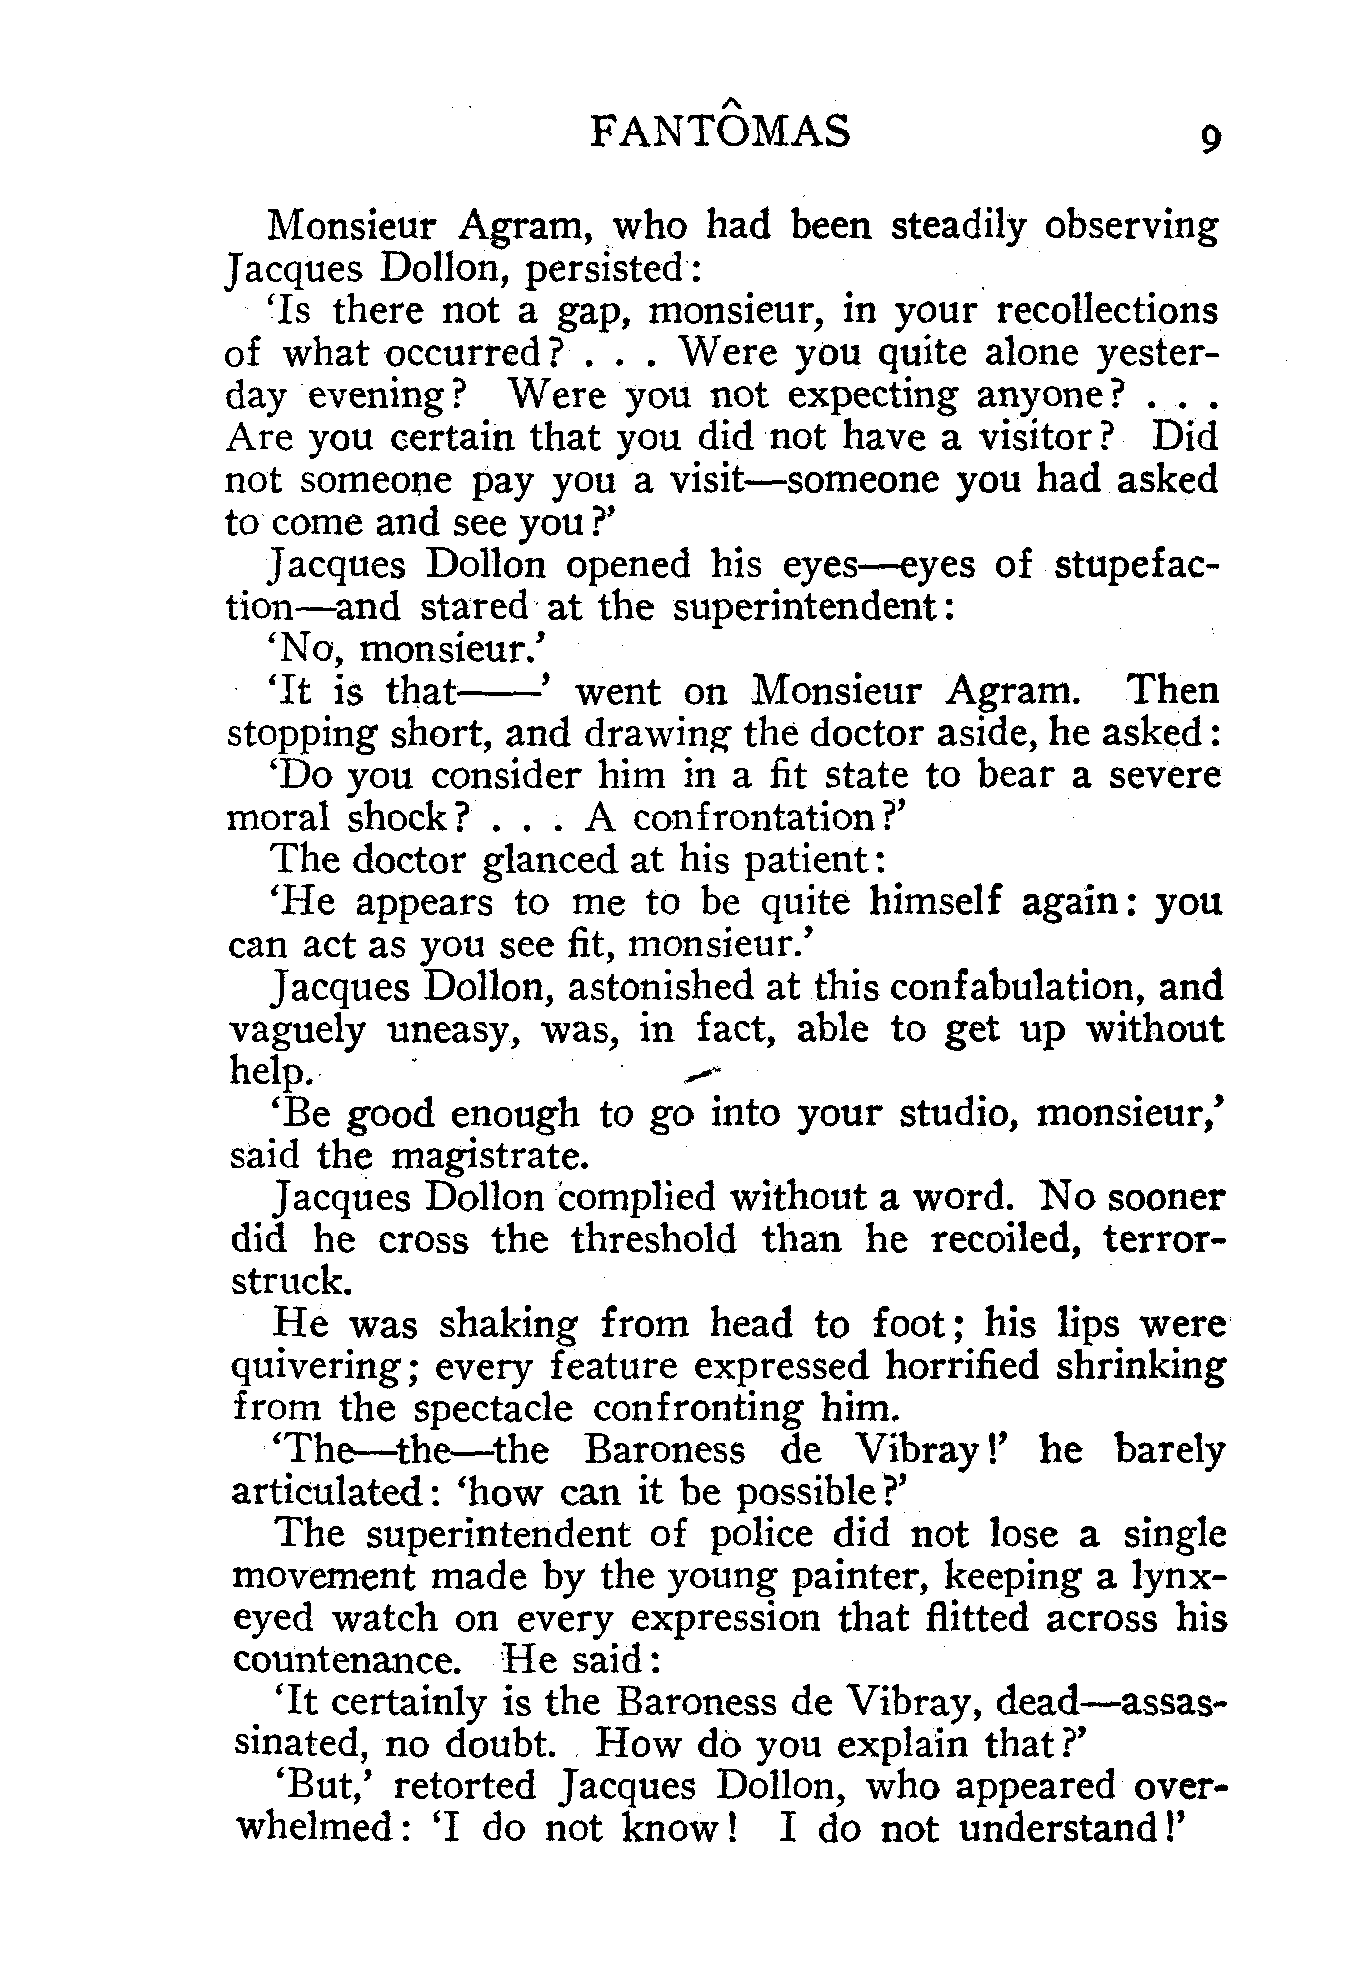 FANTÔMAS 9
Monsieur Agram, who had been steadily observing
Jacques Dollon, persisted:
‘Is there not a gap, monsieur, in your recollections
of what occurred? . . . Were you quite alone yester-
day evening? Were you not expecting anyone? . . .
Are you certain that you did not have a visitor? Did
not someone pay you a visit—someone you had asked
to come and see you?’
Jacques Dollon opened his eyes—eyes of stupefac-
tion—and stared at the superintendent:
‘No, monsieur.’
‘It is that——’ went on Monsieur Agram. Then
stopping short, and drawing the doctor aside, he asked:
‘Do you consider him in a fit state to bear a severe
moral shock? . . . A confrontation?’
The doctor glanced at his patient:
‘He appears to me to be quite himself again: you
can act as you see fit, monsieur.’
Jacques Dollon, astonished at this confabulation, and
vaguely uneasy, was, in fact, able to get up without
help.
‘Be good enough to go into your studio, monsieur,’
said the magistrate.
Jacques Dollon complied without a word. No sooner
did he cross the threshold than he recoiled, terror-
struck.
He was shaking from head to foot; his lips were
quivering; every feature expressed horrified shrinking
from the spectacle confronting him.
‘The—the—the Baroness de Vibray!’ he barely
articulated: ‘how can it be possible?’
The superintendent of police did not lose a single
movement made by the young painter, keeping a lynx-
eyed watch on every expression that flitted across his
countenance. He said:
‘It certainly is the Baroness de Vibray, dead—assas-
sinated, no doubt. How do you explain that?’
‘But,’ retorted Jacques Dollon, who appeared over-
whelmed: ‘I do not know! I do not understand!’